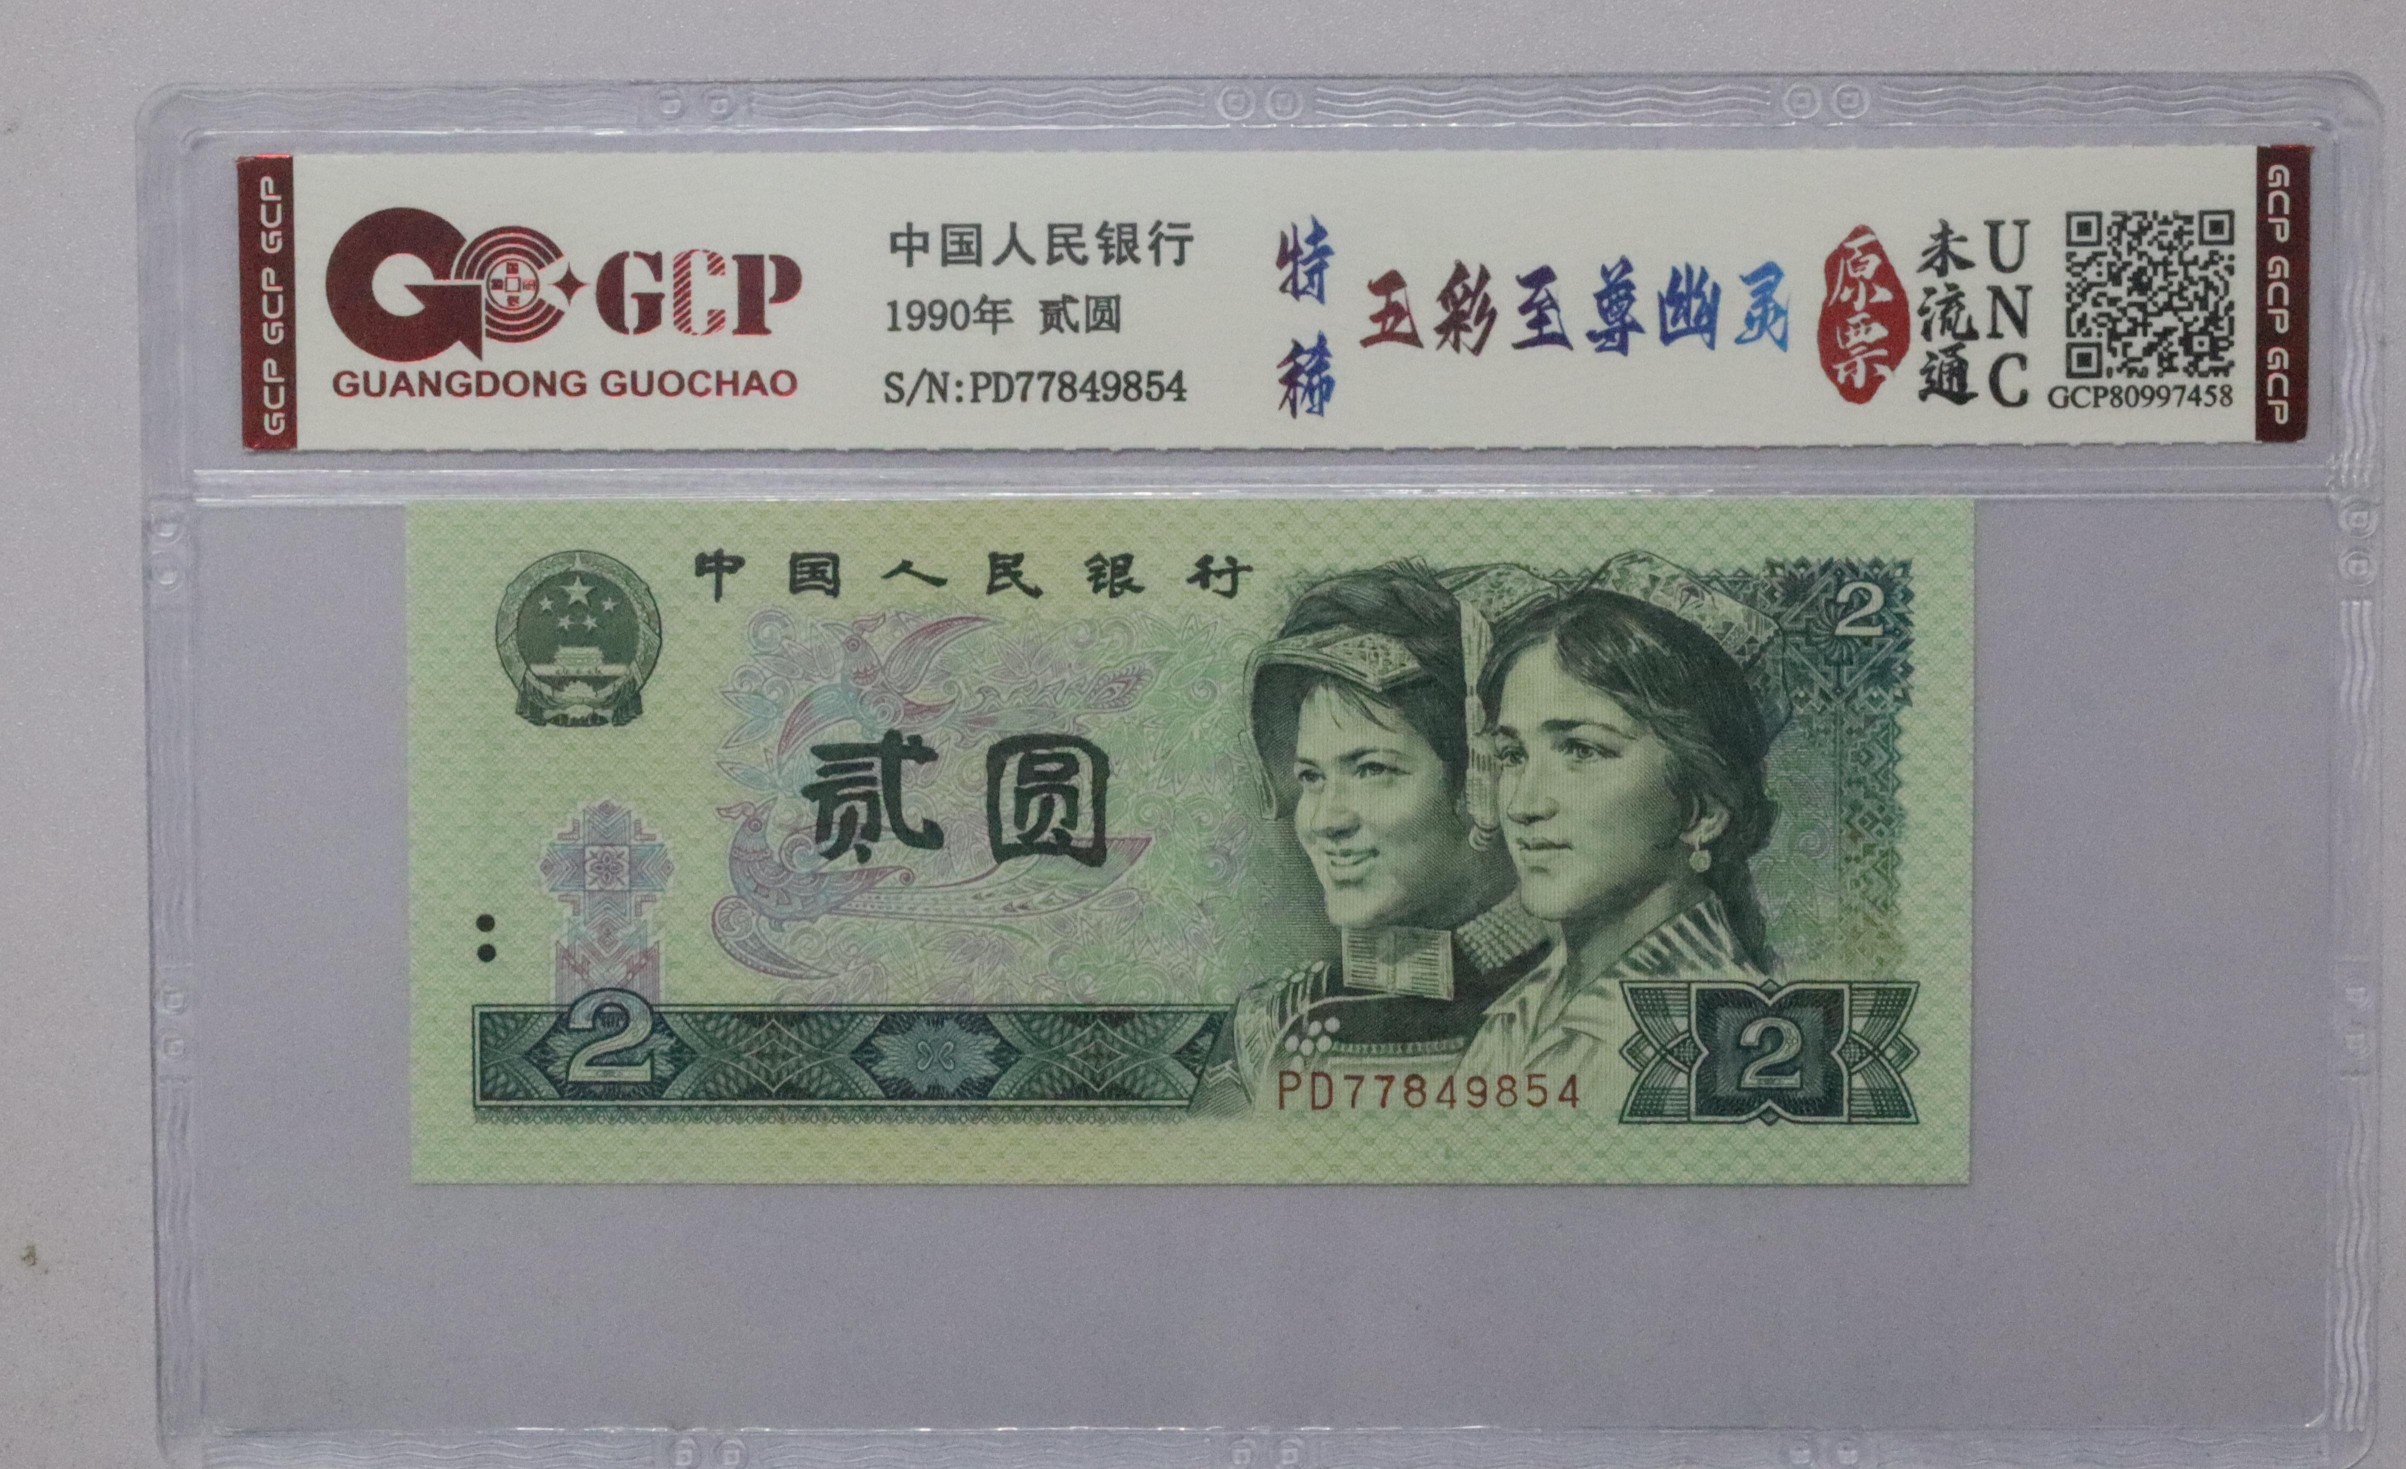 GCP GCP GCP
GCP
GUANGDONG GUOCHAO
中国人民银行
1990年 贰圆
S/N:PD77849854
特稀
五彩至尊幽灵
原票
未流通
UNC
GCP80997458
GCP GCP GCP
中国人民银行
贰圆
2
2
PD77849854
2